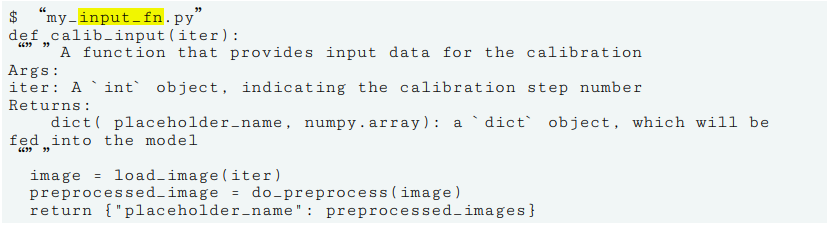 $ “my_input_fn.py”
def calib_input(iter):
“” ” A function that provides input data for the calibration
Args:
iter: A `int` object, indicating the calibration step number
Returns:
    dict( placeholder_name, numpy.array): a `dict` object, which will be
fed into the model
“” ”
  image = load_image(iter)
  preprocessed_image = do_preprocess(image)
  return {"placeholder_name": preprocessed_images}